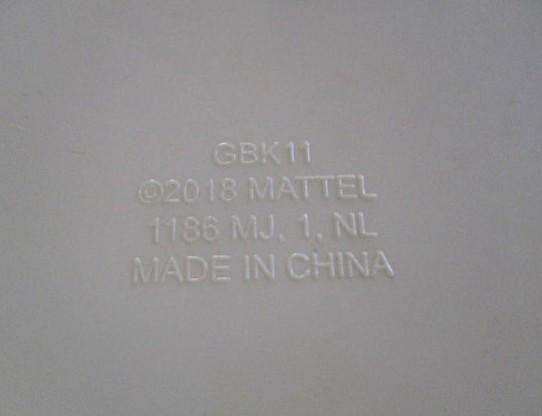 GBK11
©2018 MATTEL
1186 MJ, 1, NL
MADE IN CHINA